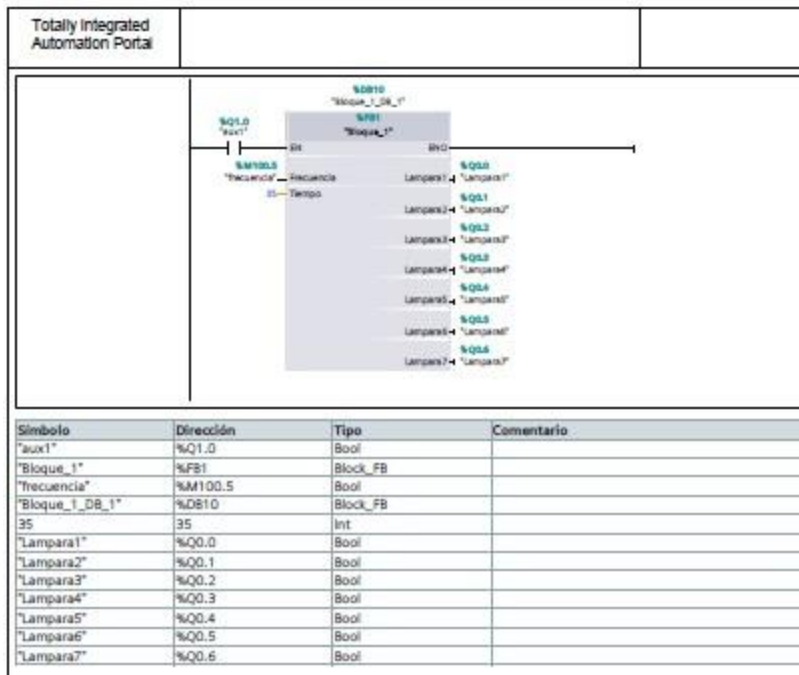 Totally Integrated
Automation Portal
%DB10
"Bloque_1_DB_1"
%Q1.0
"aux1"
%FB1
"Bloque_1"
EN
ENO
%M100.5
"frecuencia"
Frecuencia
35
Tiempo
Lampara1
%Q0.0
"Lampara1"
Lampara2
%Q0.1
"Lampara2"
Lampara3
%Q0.2
"Lampara3"
Lampara4
%Q0.3
"Lampara4"
Lampara5
%Q0.4
"Lampara5"
Lampara6
%Q0.5
"Lampara6"
Lampara7
%Q0.6
"Lampara7"
Símbolo Dirección Tipo Comentario
"aux1" %Q1.0 Bool
"Bloque_1" %FB1 Block_FB
"frecuencia" %M100.5 Bool
"Bloque_1_DB_1" %DB10 Block_FB
35 35 Int
"Lampara1" %Q0.0 Bool
"Lampara2" %Q0.1 Bool
"Lampara3" %Q0.2 Bool
"Lampara4" %Q0.3 Bool
"Lampara5" %Q0.4 Bool
"Lampara6" %Q0.5 Bool
"Lampara7" %Q0.6 Bool